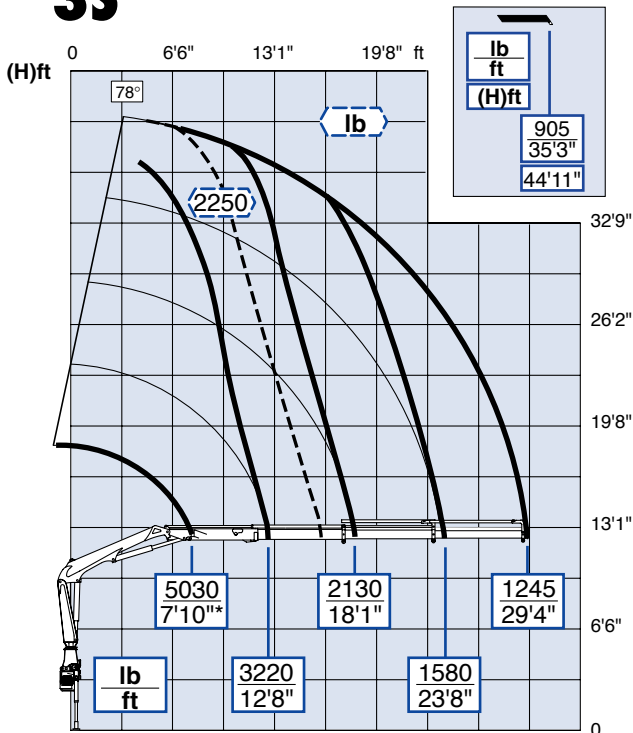 3S
0 6'6" 13'1" 19'8" ft
(H)ft
78°
lb
lb
ft
(H)ft
905
35'3"
44'11"
2250
32'9"
26'2"
19'8"
13'1"
5030
7'10"*
2130
18'1"
1245
29'4"
6'6"
lb
ft
3220
12'8"
1580
23'8"
0